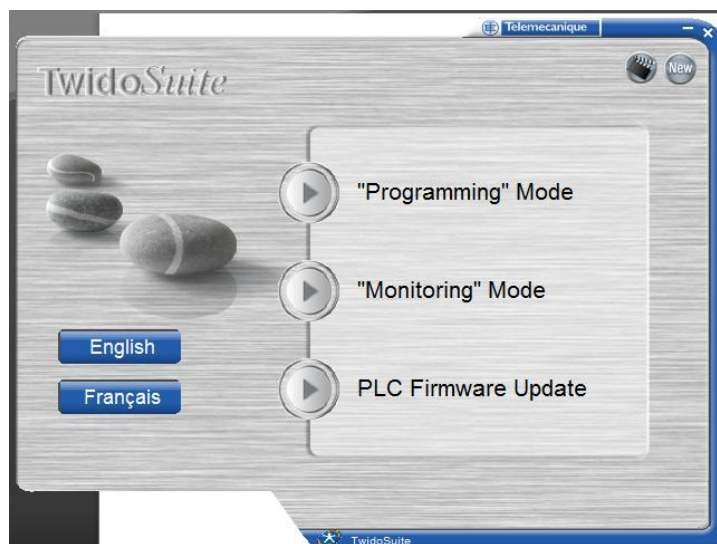 Telemecanique
TwidoSuite
New
"Programming" Mode
"Monitoring" Mode
English
PLC Firmware Update
Français
TwidoSuite